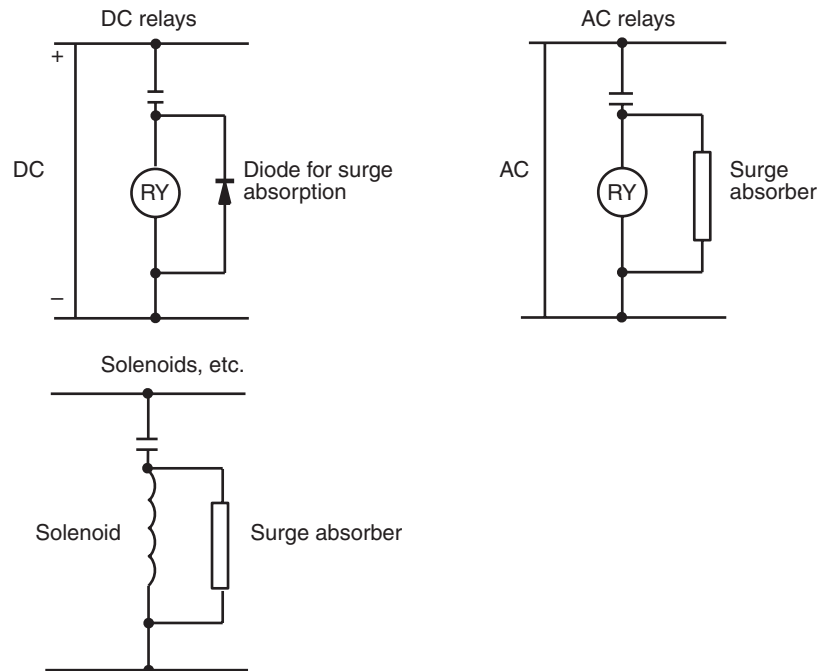 DC relays
+
DC
RY
Diode for surge
absorption
–
AC relays
AC
RY
Surge
absorber
Solenoids, etc.
Solenoid
Surge absorber